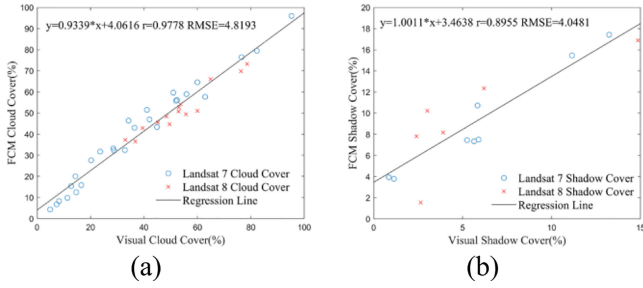 y=0.9339*x+4.0616 r=0.9778 RMSE=4.8193
100
90
80
70
60
50
40
30
20
10
0
FCM Cloud Cover(%)
Landsat 7 Cloud Cover
Landsat 8 Cloud Cover
Regression Line
0 20 40 60 80 100
Visual Cloud Cover(%)
(a)
y=1.0011*x+3.4638 r=0.8955 RMSE=4.0481
20
18
16
14
12
10
8
6
4
2
0
FCM Shadow Cover(%)
Landsat 7 Shadow Cover
Landsat 8 Shadow Cover
Regression Line
0 5 10 15
Visual Shadow Cover(%)
(b)